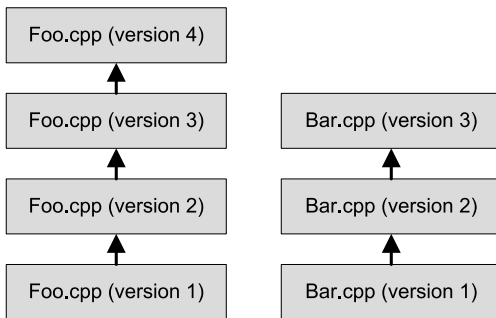 Foo.cpp (version 4)
Foo.cpp (version 3)
Bar.cpp (version 3)
Foo.cpp (version 2)
Bar.cpp (version 2)
Foo.cpp (version 1)
Bar.cpp (version 1)